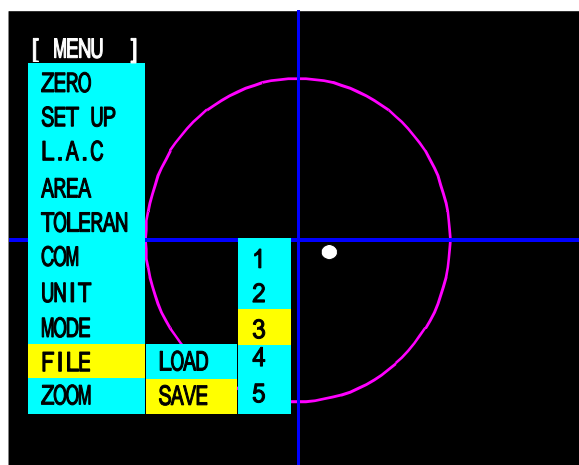 [ MENU ]
ZERO
SET UP
L.A.C
AREA
TOLERAN
COM 1
UNIT 2
MODE 3
FILE LOAD 4
ZOOM SAVE 5